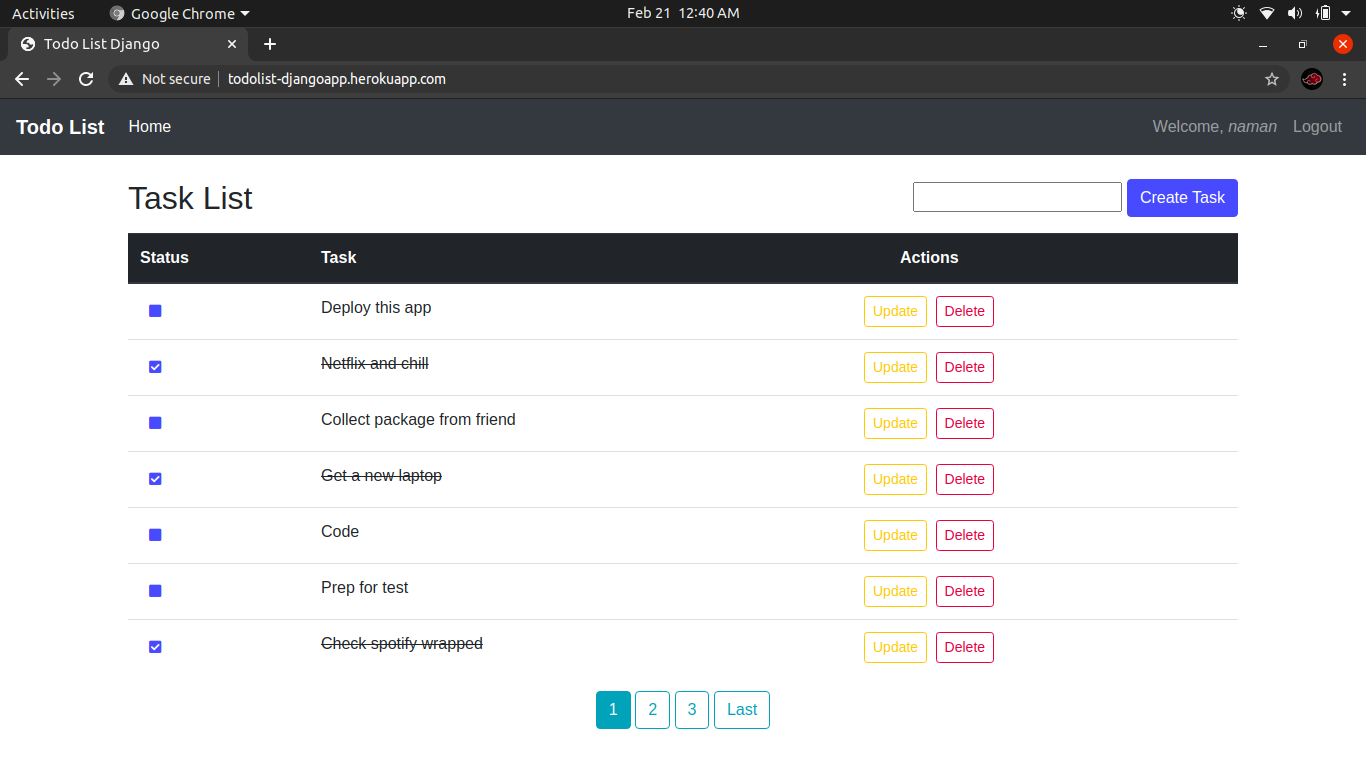 Activities Google Chrome Feb 21 12:40 AM
Todo List Django
Not secure todolist-djangoapp.herokuapp.com
Todo List Home Welcome, naman Logout
Task List Create Task
Status Task Actions
Deploy this app Update Delete
Netflix and chill Update Delete
Collect package from friend Update Delete
Get a new laptop Update Delete
Code Update Delete
Prep for test Update Delete
Check spotify wrapped Update Delete
1 2 3 Last